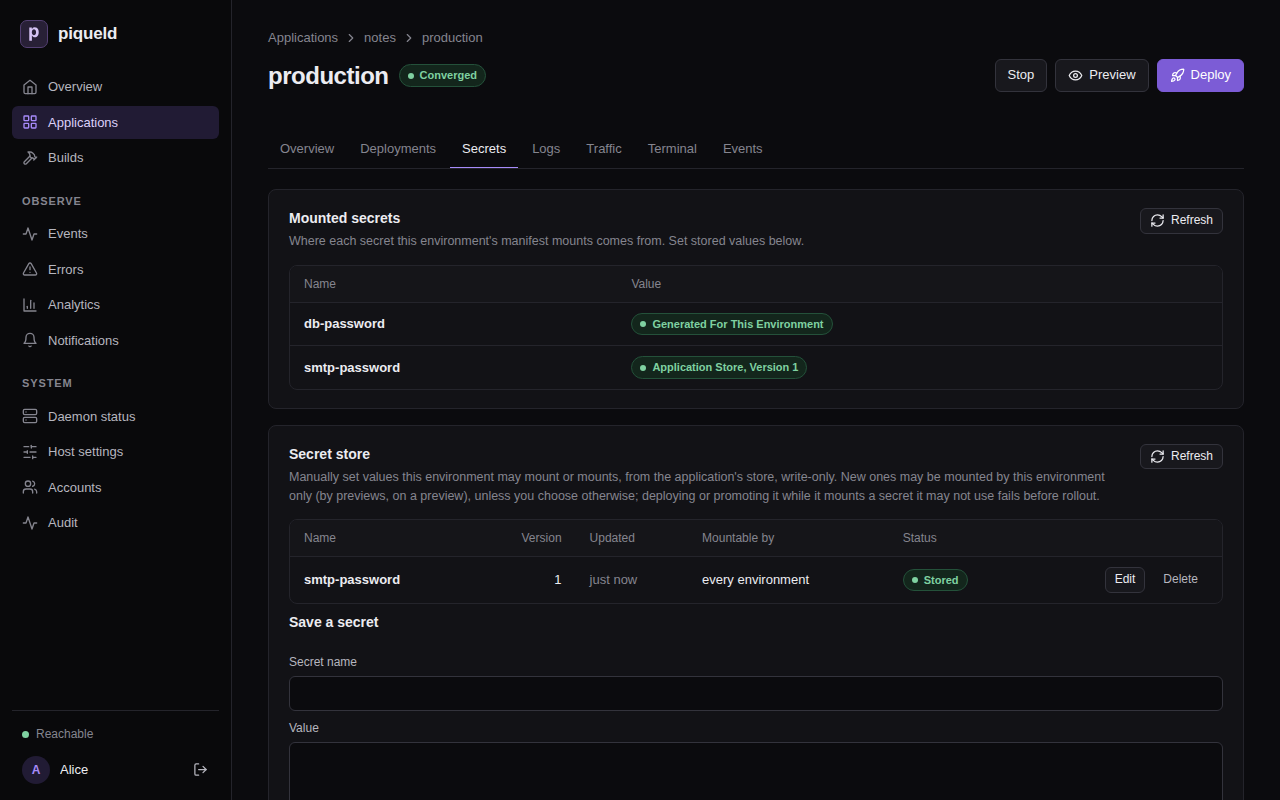 p piqueld
Overview
Applications
Builds
OBSERVE
Events
Errors
Analytics
Notifications
SYSTEM
Daemon status
Host settings
Accounts
Audit
Reachable
A Alice
Applications > notes > production
production Converged
Stop Preview Deploy
Overview Deployments Secrets Logs Traffic Terminal Events
Mounted secrets
Refresh
Where each secret this environment's manifest mounts comes from. Set stored values below.
Name Value
db-password Generated For This Environment
smtp-password Application Store, Version 1
Secret store
Refresh
Manually set values this environment may mount or mounts, from the application's store, write-only. New ones may be mounted by this environment
only (by previews, on a preview), unless you choose otherwise; deploying or promoting it while it mounts a secret it may not use fails before rollout.
Name Version Updated Mountable by Status
smtp-password 1 just now every environment Stored Edit Delete
Save a secret
Secret name
Value